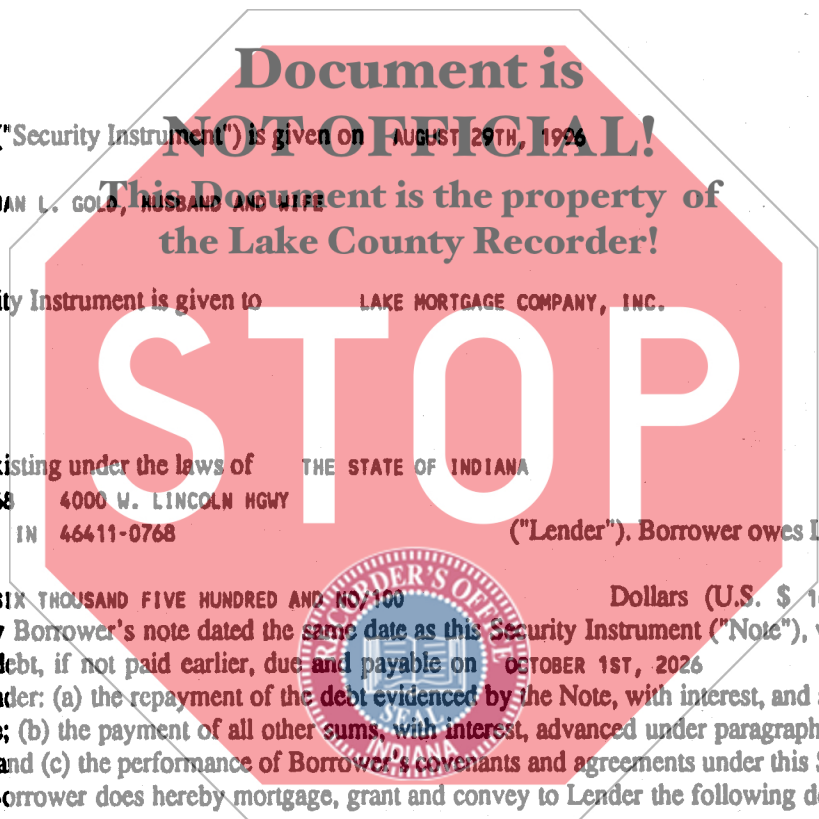 Document is
NOT OFFICIAL!
This Document is the property of
the Lake County Recorder!
STOP
("Security Instrument") is given on AUGUST 29TH, 1996
AN L. GOLD, HUSBAND AND WIFE
ity Instrument is given to LAKE MORTGAGE COMPANY, INC.
isting under the laws of THE STATE OF INDIANA
68 4000 W. LINCOLN HGWY
IN 46411-0768 ("Lender"). Borrower owes
SIX THOUSAND FIVE HUNDRED AND NO/100 Dollars (U.S. $ 1
y Borrower's note dated the same date as this Security Instrument ("Note"),
debt, if not paid earlier, due and payable on OCTOBER 1ST, 2026
der: (a) the repayment of the debt evidenced by the Note, with interest, and
; (b) the payment of all other sums, with interest, advanced under paragraph
and (c) the performance of Borrower's covenants and agreements under this
orrower does hereby mortgage, grant and convey to Lender the following d
RECORDER'S OFFICE
SEAL
INDIANA